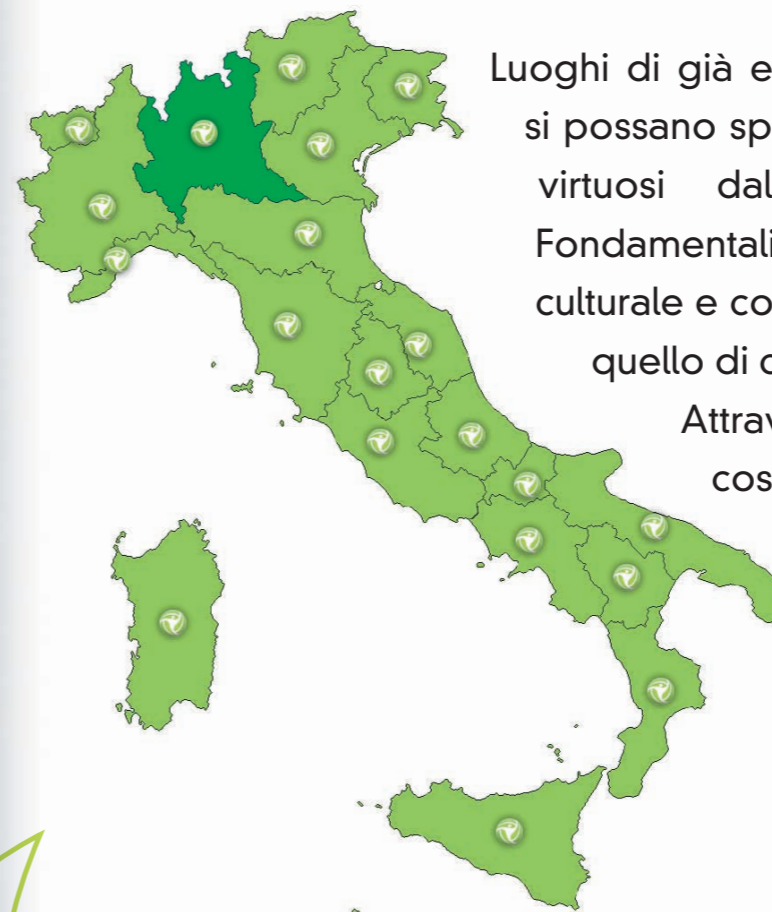 Luoghi di già e
si possano sp
virtuosi dal
Fondamentali
culturale e co
quello di c
Attrav
cos